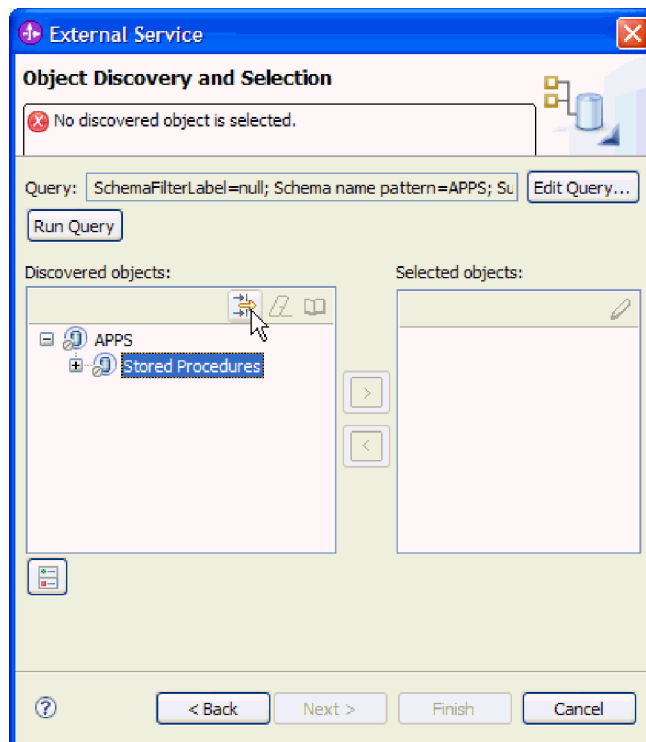 External Service
Object Discovery and Selection
No discovered object is selected.
Query: SchemaFilterLabel=null; Schema name pattern=APPS; Su Edit Query...
Run Query
Discovered objects: Selected objects:
APPS
Stored Procedures
>
<
? < Back Next > Finish Cancel